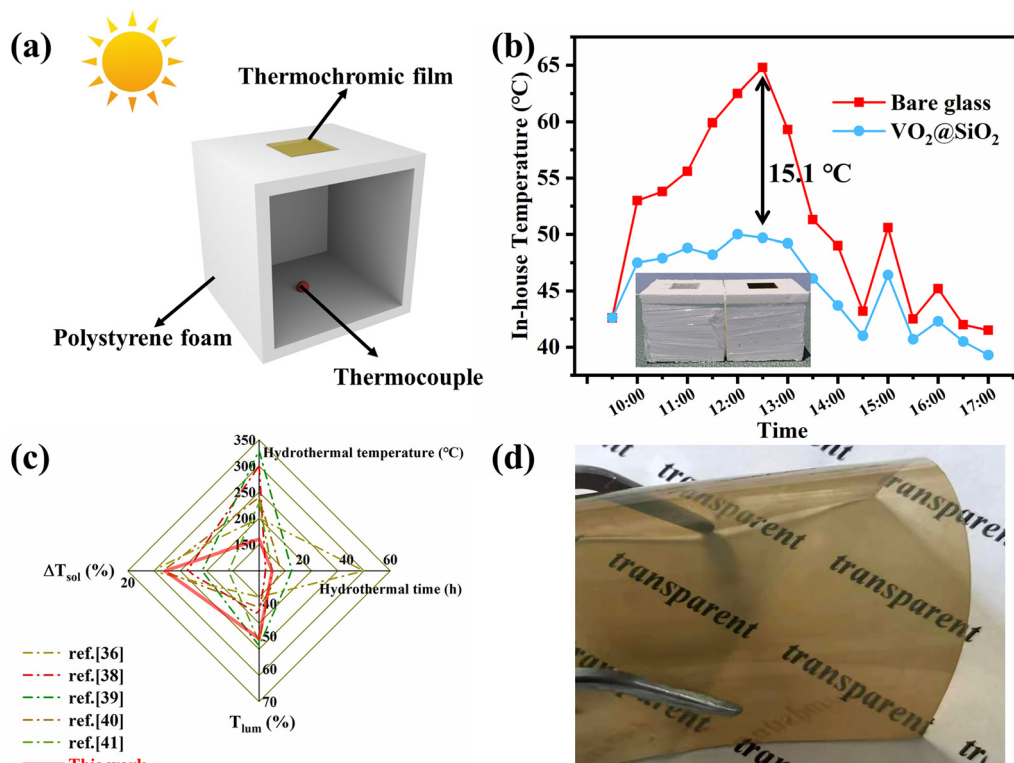 (a)
Thermochromic film
Polystyrene foam
Thermocouple
(b)
In-house Temperature (℃)
65
60
55
50
45
40
Bare glass
VO₂@SiO₂
15.1 ℃
10:00
11:00
12:00
13:00
14:00
15:00
16:00
17:00
Time
(c)
350
300
250
200
150
Hydrothermal temperature (℃)
20
40
60
Hydrothermal time (h)
40
50
60
70
Tlum (%)
ΔTsol (%)
20
ref.[36]
ref.[38]
ref.[39]
ref.[40]
ref.[41]
This work
(d)
transparent
transparent
transparent
transparent
transparent
transparent
transparent